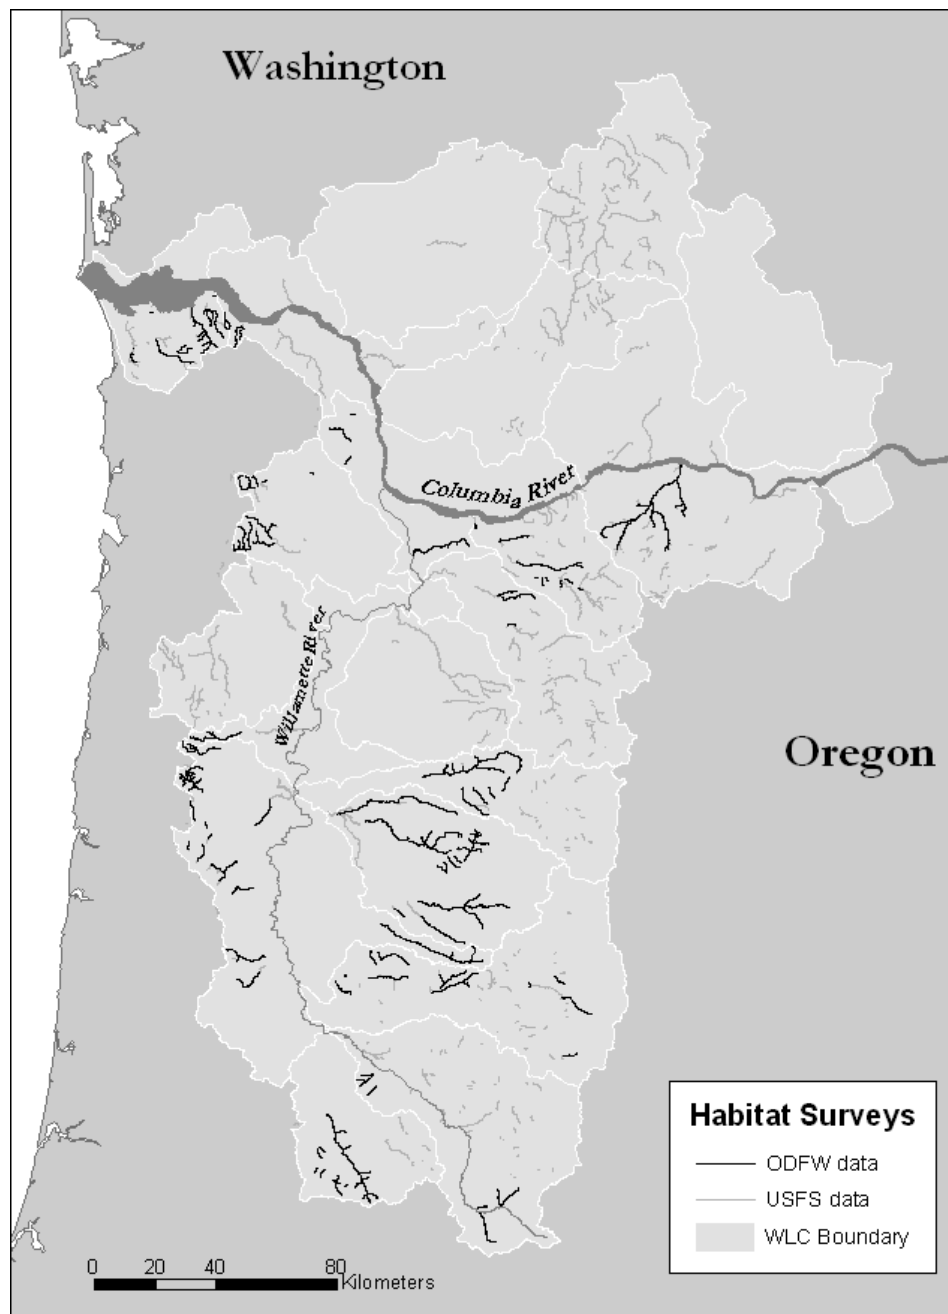 Washington
Columbia River
Willamette River
Oregon
Habitat Surveys
ODFW data
USFS data
WLC Boundary
0 20 40 80
Kilometers